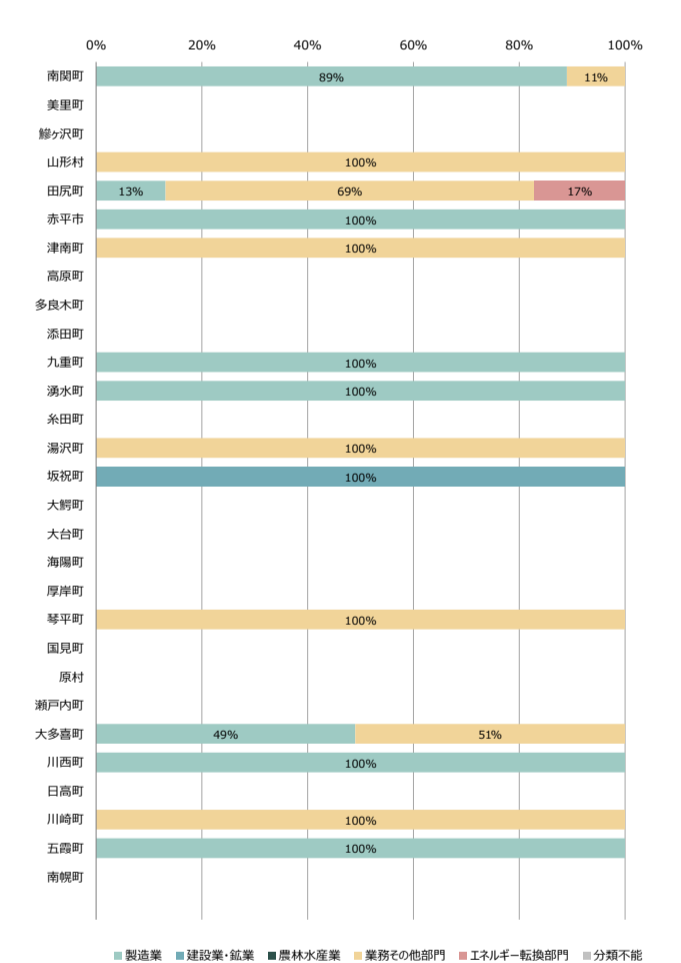 0% 20% 40% 60% 80% 100%
南関町 89% 11%
美里町
鰺ヶ沢町
山形村 100%
田尻町 13% 69% 17%
赤平市 100%
津南町 100%
高原町
多良木町
添田町
九重町 100%
湧水町 100%
糸田町
湯沢町 100%
坂祝町 100%
大鰐町
大台町
海陽町
厚岸町
琴平町 100%
国見町
原村
瀬戸内町
大多喜町 49% 51%
川西町 100%
日高町
川崎町 100%
五霞町 100%
南幌町
製造業 建設業・鉱業 農林水産業 業務その他部門 エネルギー転換部門 分類不能